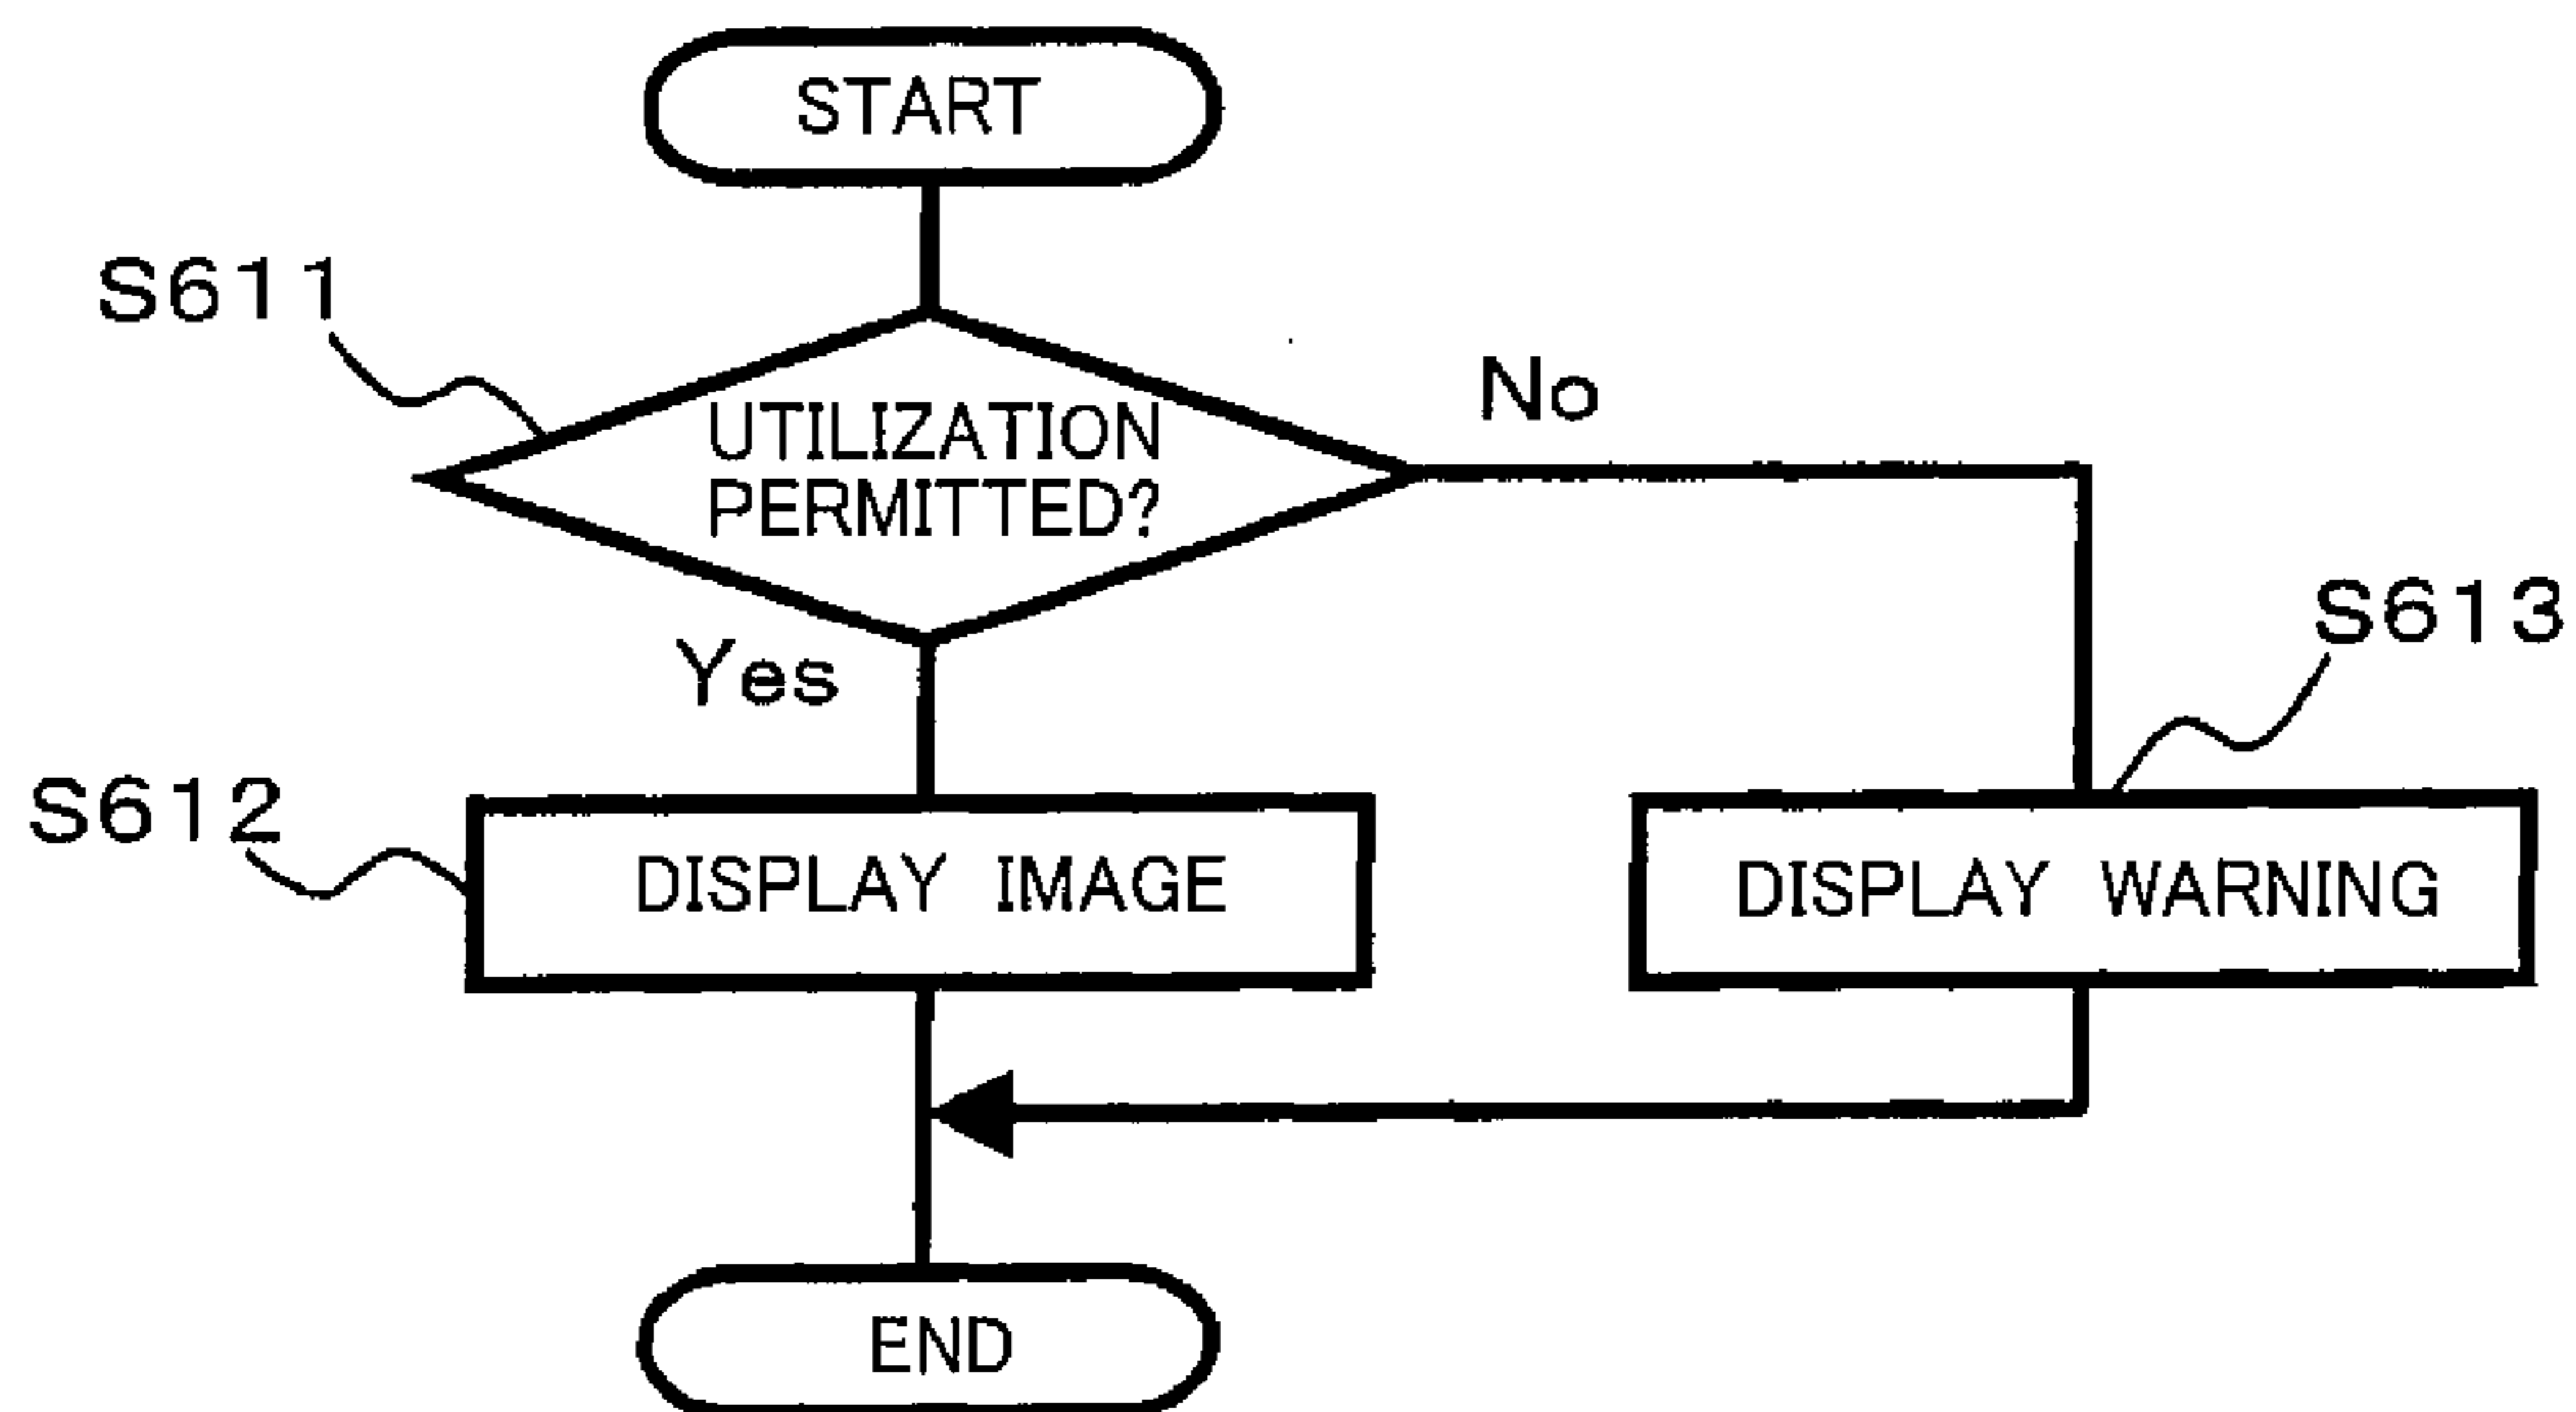 START
S611
UTILIZATION
PERMITTED?
No
Yes
S613
S612
DISPLAY IMAGE
DISPLAY WARNING
END